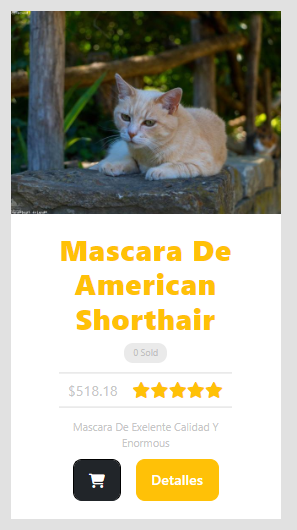 Mascara De
American
Shorthair
0 Sold
$518.18
Mascara De Exelente Calidad Y
Enormous
Detalles